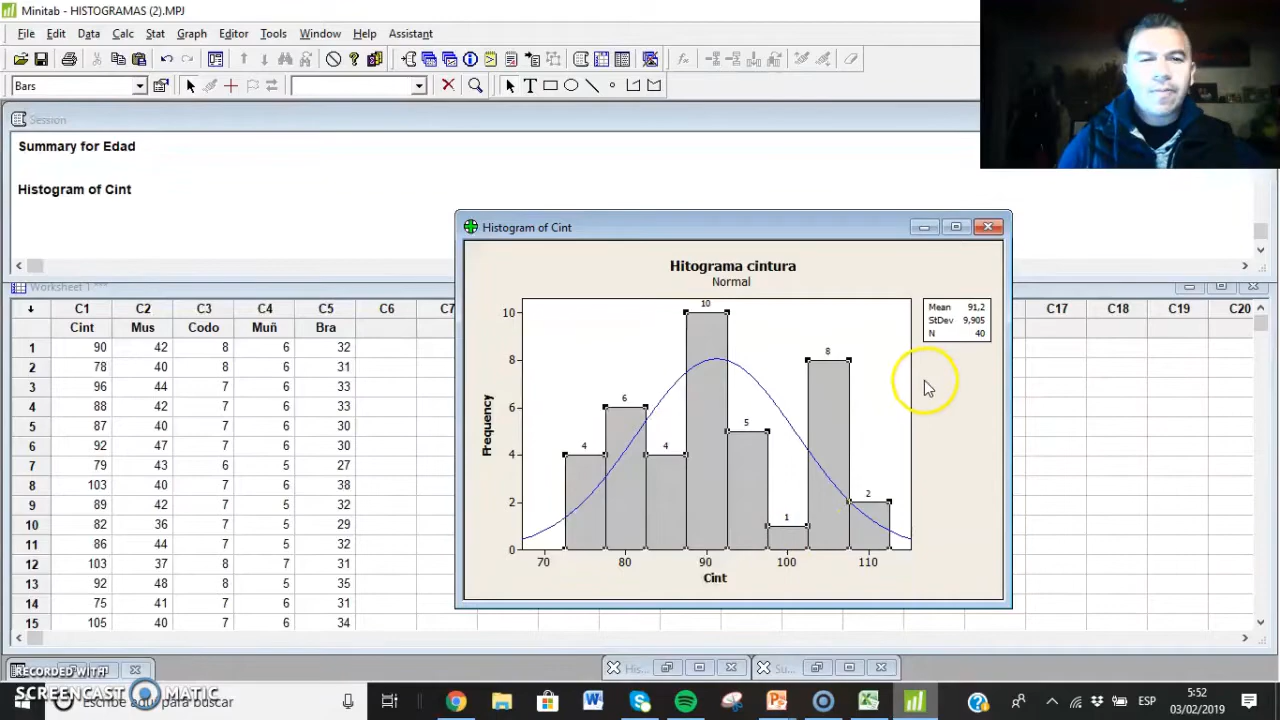 Minitab - HISTOGRAMAS (2).MPJ
File Edit Data Calc Stat Graph Editor Tools Window Help Assistant
Bars
Session
Summary for Edad
Histogram of Cint
Histogram of Cint
Hitograma cintura
Normal
Mean 91,2
StDev 9,905
N 40
Frequency
10
8
6
4
2
0
4 6 4 10 5 1 8 2
70 80 90 100 110
Cint
Worksheet 1 ***
C1 C2 C3 C4 C5 C6 C7 C17 C18 C19 C20
Cint Mus Codo Muñ Bra
1 90 42 8 6 32
2 78 40 8 6 31
3 96 44 7 6 33
4 88 42 7 6 33
5 87 40 7 6 30
6 92 47 7 6 30
7 79 43 6 5 27
8 103 40 7 6 38
9 89 42 7 5 32
10 82 36 7 5 29
11 86 44 7 5 32
12 103 37 8 7 31
13 92 48 8 5 35
14 75 41 7 6 31
15 105 40 7 6 34
His...
Su...
RECORDED WITH
SCREENCAST MATIC
Escribe aquí para buscar
ESP
5:52
03/02/2019